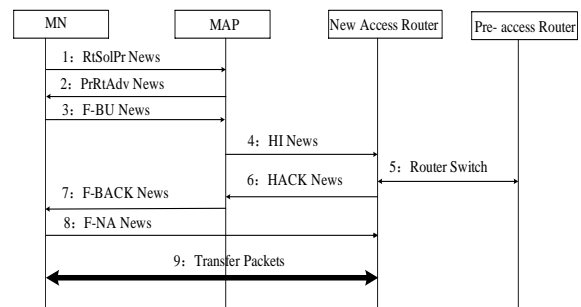 MN
MAP
New Access Router
Pre- access Router
1: RtSolPr News
2: PrRtAdv News
3: F-BU News
4: HI News
5: Router Switch
6: HACK News
7: F-BACK News
8: F-NA News
9: Transfer Packets